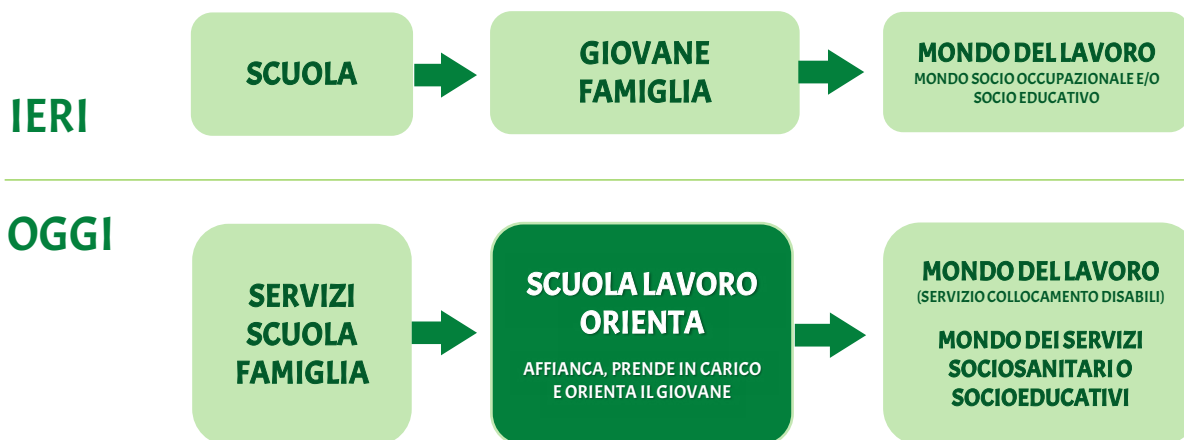 IERI
SCUOLA
GIOVANE
FAMIGLIA
MONDO DEL LAVORO
MONDO SOCIO OCCUPAZIONALE E/O
SOCIO EDUCATIVO
OGGI
SERVIZI
SCUOLA
FAMIGLIA
SCUOLA LAVORO
ORIENTA
AFFIANCA, PRENDE IN CARICO
E ORIENTA IL GIOVANE
MONDO DEL LAVORO
(SERVIZIO COLLOCAMENTO DISABILI)
MONDO DEI SERVIZI
SOCIOSANITARI O
SOCIOEDUCATIVI